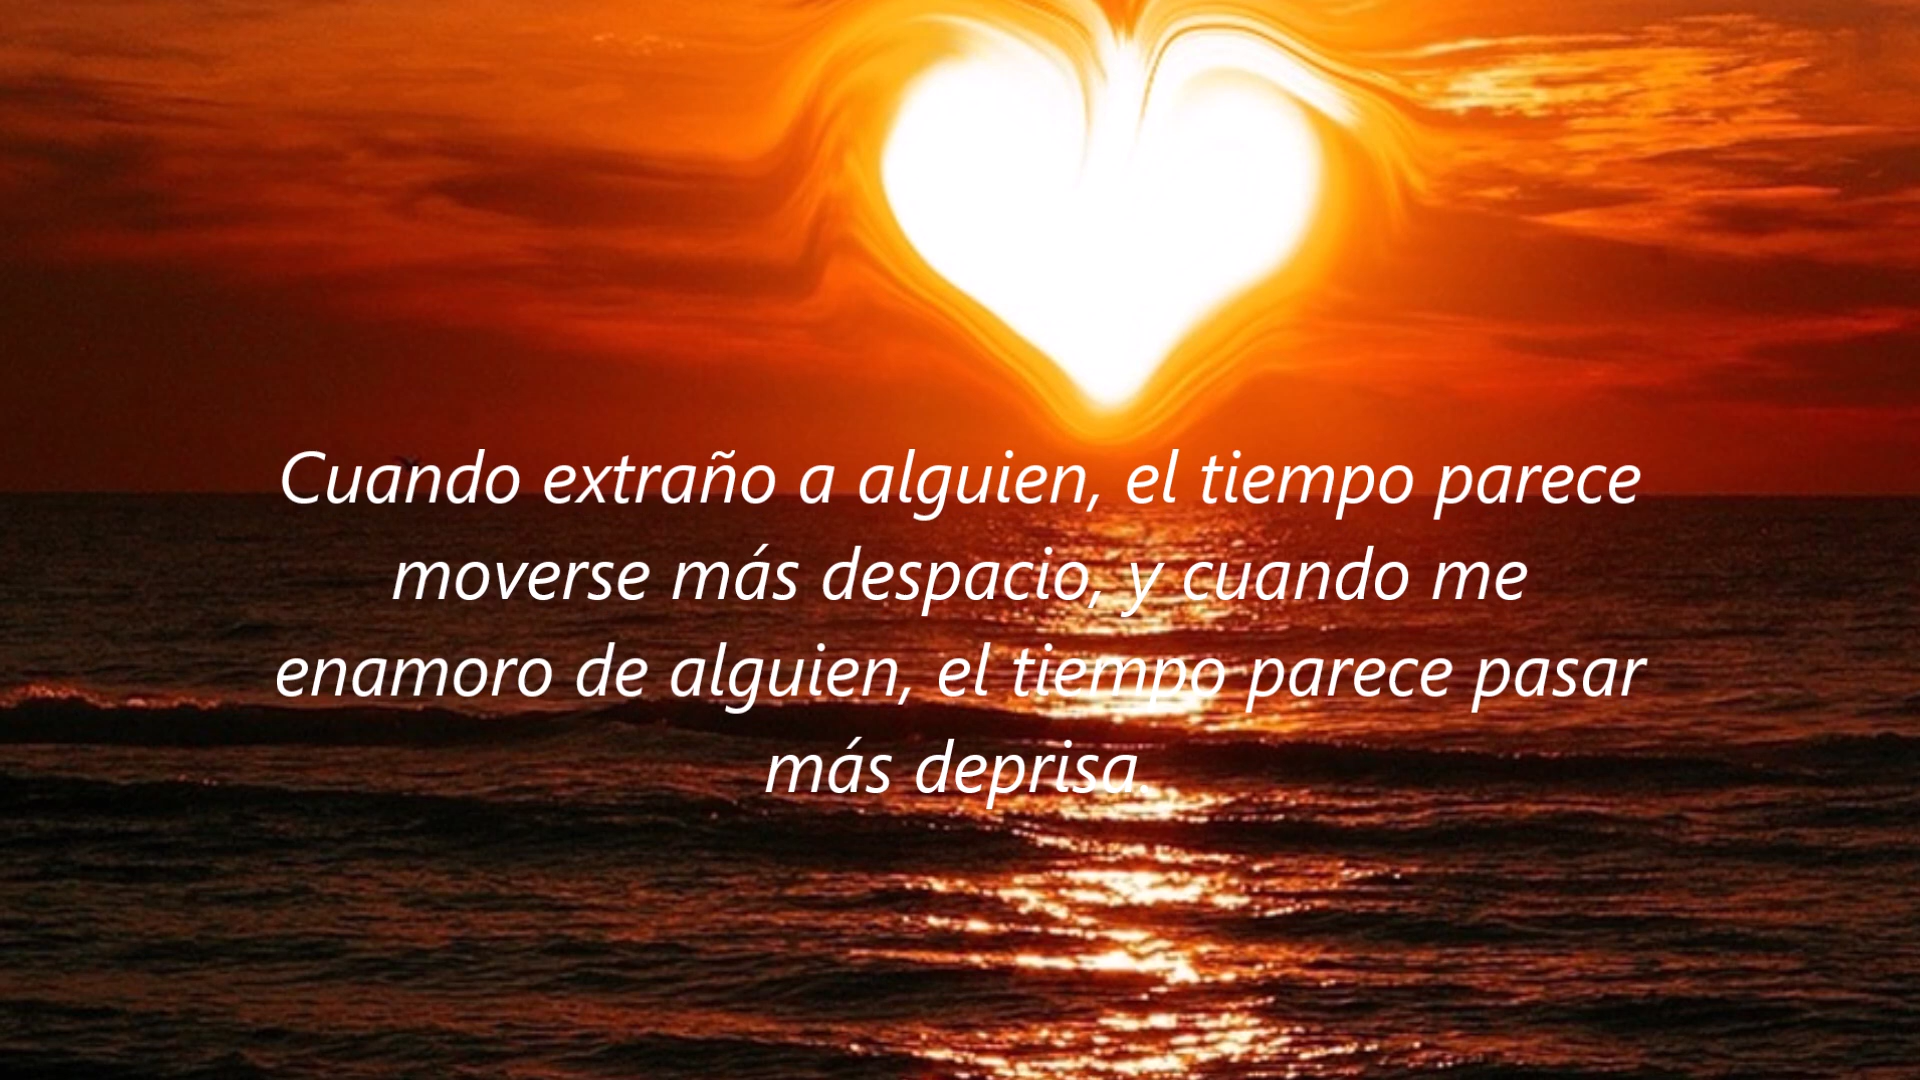 Cuando extraño a alguien, el tiempo parece
moverse más despacio, y cuando me
enamoro de alguien, el tiempo parece pasar
más deprisa.